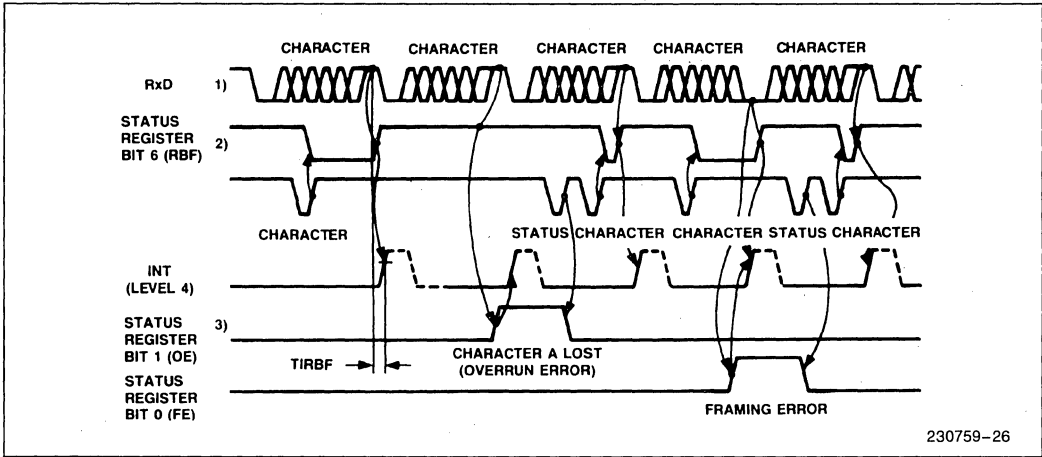 CHARACTER CHARACTER CHARACTER CHARACTER CHARACTER
RxD 1)
STATUS
REGISTER 2)
BIT 6 (RBF)
CHARACTER STATUS CHARACTER CHARACTER STATUS CHARACTER
INT
(LEVEL 4)
STATUS 3)
REGISTER
BIT 1 (OE)
TIRBF
CHARACTER A LOST
(OVERRUN ERROR)
STATUS
REGISTER
BIT 0 (FE)
FRAMING ERROR
230759-26